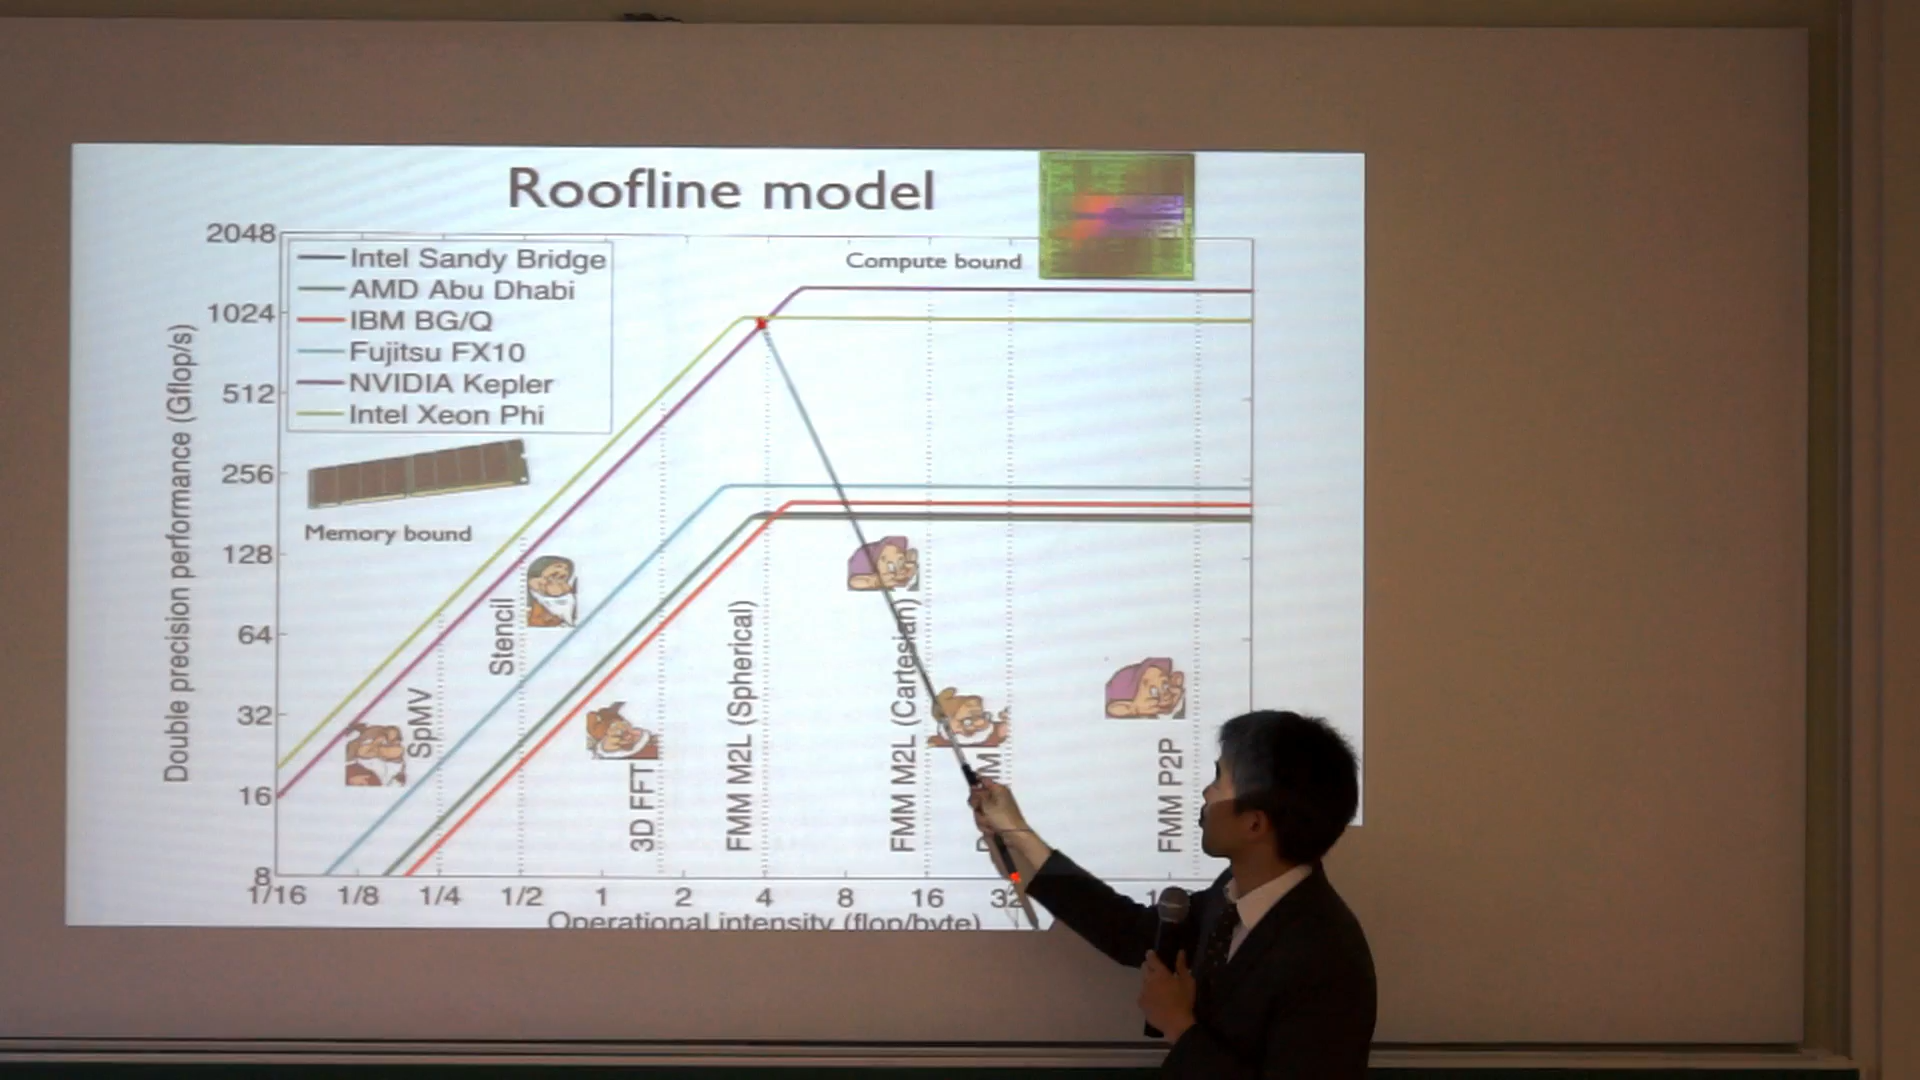 Roofline model
2048
1024
512
256
128
64
32
16
8
Double precision performance (Gflop/s)
Intel Sandy Bridge
AMD Abu Dhabi
IBM BG/Q
Fujitsu FX10
NVIDIA Kepler
Intel Xeon Phi
Compute bound
Memory bound
SpMV
Stencil
3D FFT
FMM M2L (Spherical)
FMM M2L (Cartesian)
FMM P2P
1/16 1/8 1/4 1/2 1 2 4 8 16 32
Operational intensity (flop/byte)